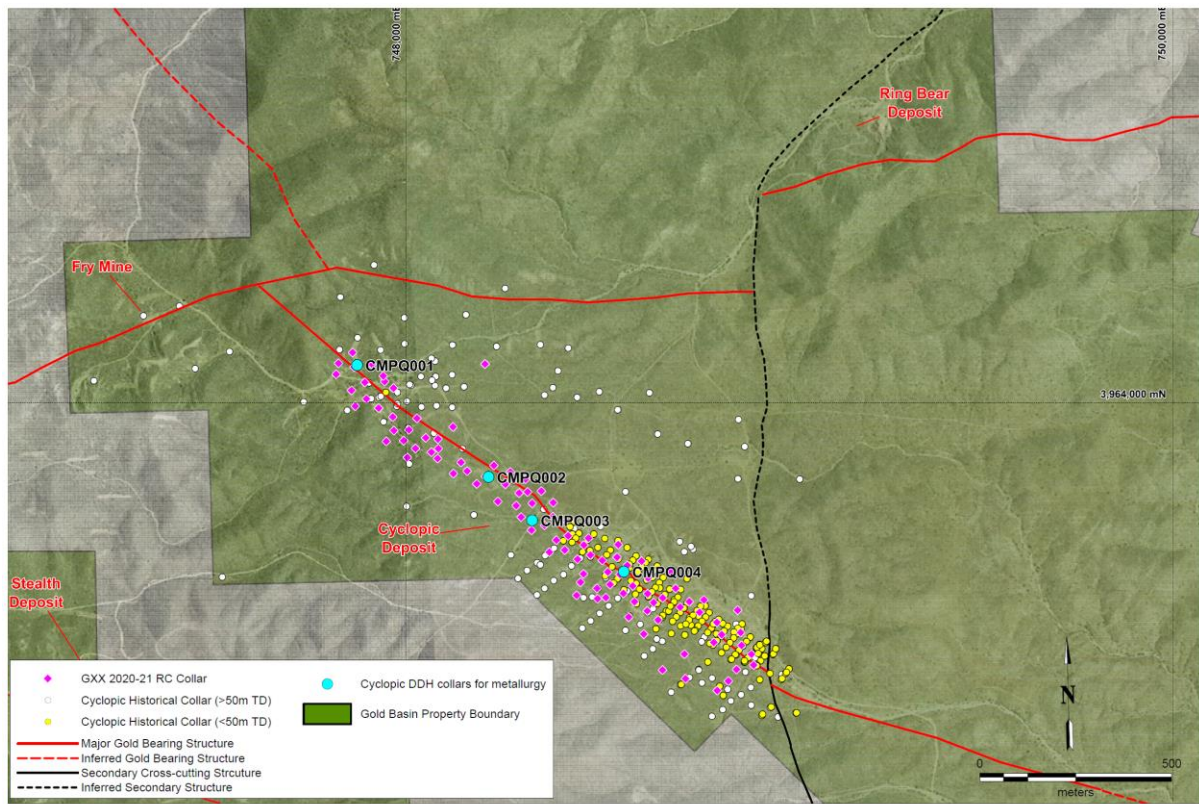 748,000 mE
750,000 mE
Ring Bear
Deposit
Fry Mine
CMPQ001
3,964,000 mN
CMPQ002
CMPQ003
Cyclopic
Deposit
CMPQ004
Stealth
Deposit
GXX 2020-21 RC Collar
Cyclopic Historical Collar (>50m TD)
Cyclopic Historical Collar (<50m TD)
Major Gold Bearing Structure
Inferred Gold Bearing Structure
Secondary Cross-cutting Strcuture
Inferred Secondary Structure
Cyclopic DDH collars for metallurgy
Gold Basin Property Boundary
N
0 500
meters